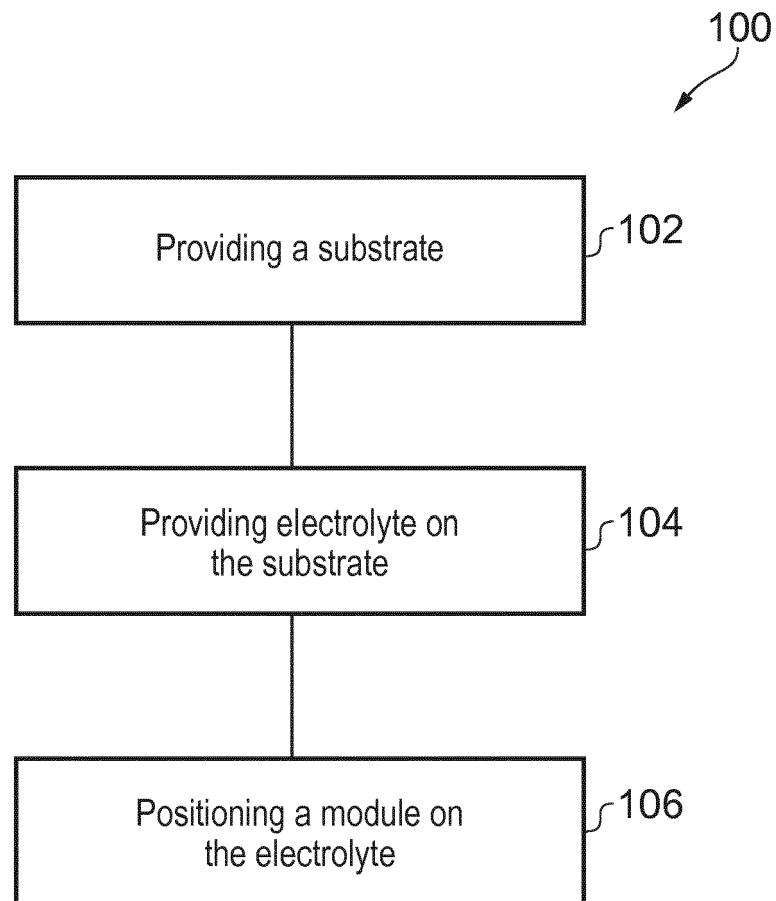 100
Providing a substrate
102
Providing electrolyte on
the substrate
104
Positioning a module on
the electrolyte
106